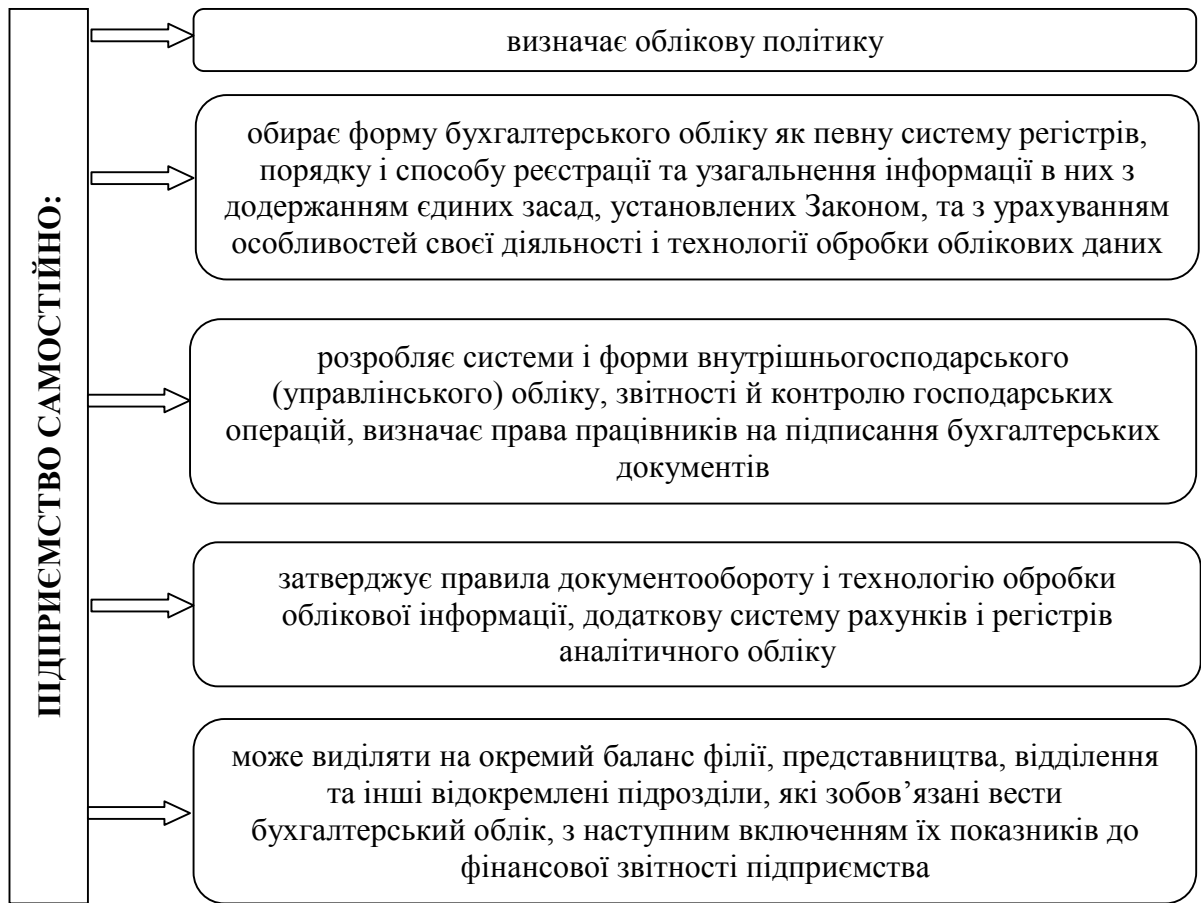 ПІДПРИЄМСТВО САМОСТІЙНО:
визначає облікову політику
обирає форму бухгалтерського обліку як певну систему регістрів,
порядку і способу реєстрації та узагальнення інформації в них з
додержанням єдиних засад, установлених Законом, та з урахуванням
особливостей своєї діяльності і технології обробки облікових даних
розробляє системи і форми внутрішньогосподарського
(управлінського) обліку, звітності й контролю господарських
операцій, визначає права працівників на підписання бухгалтерських
документів
затверджує правила документообороту і технологію обробки
облікової інформації, додаткову систему рахунків і регістрів
аналітичного обліку
може виділяти на окремий баланс філії, представництва, відділення
та інші відокремлені підрозділи, які зобов’язані вести
бухгалтерський облік, з наступним включенням їх показників до
фінансової звітності підприємства